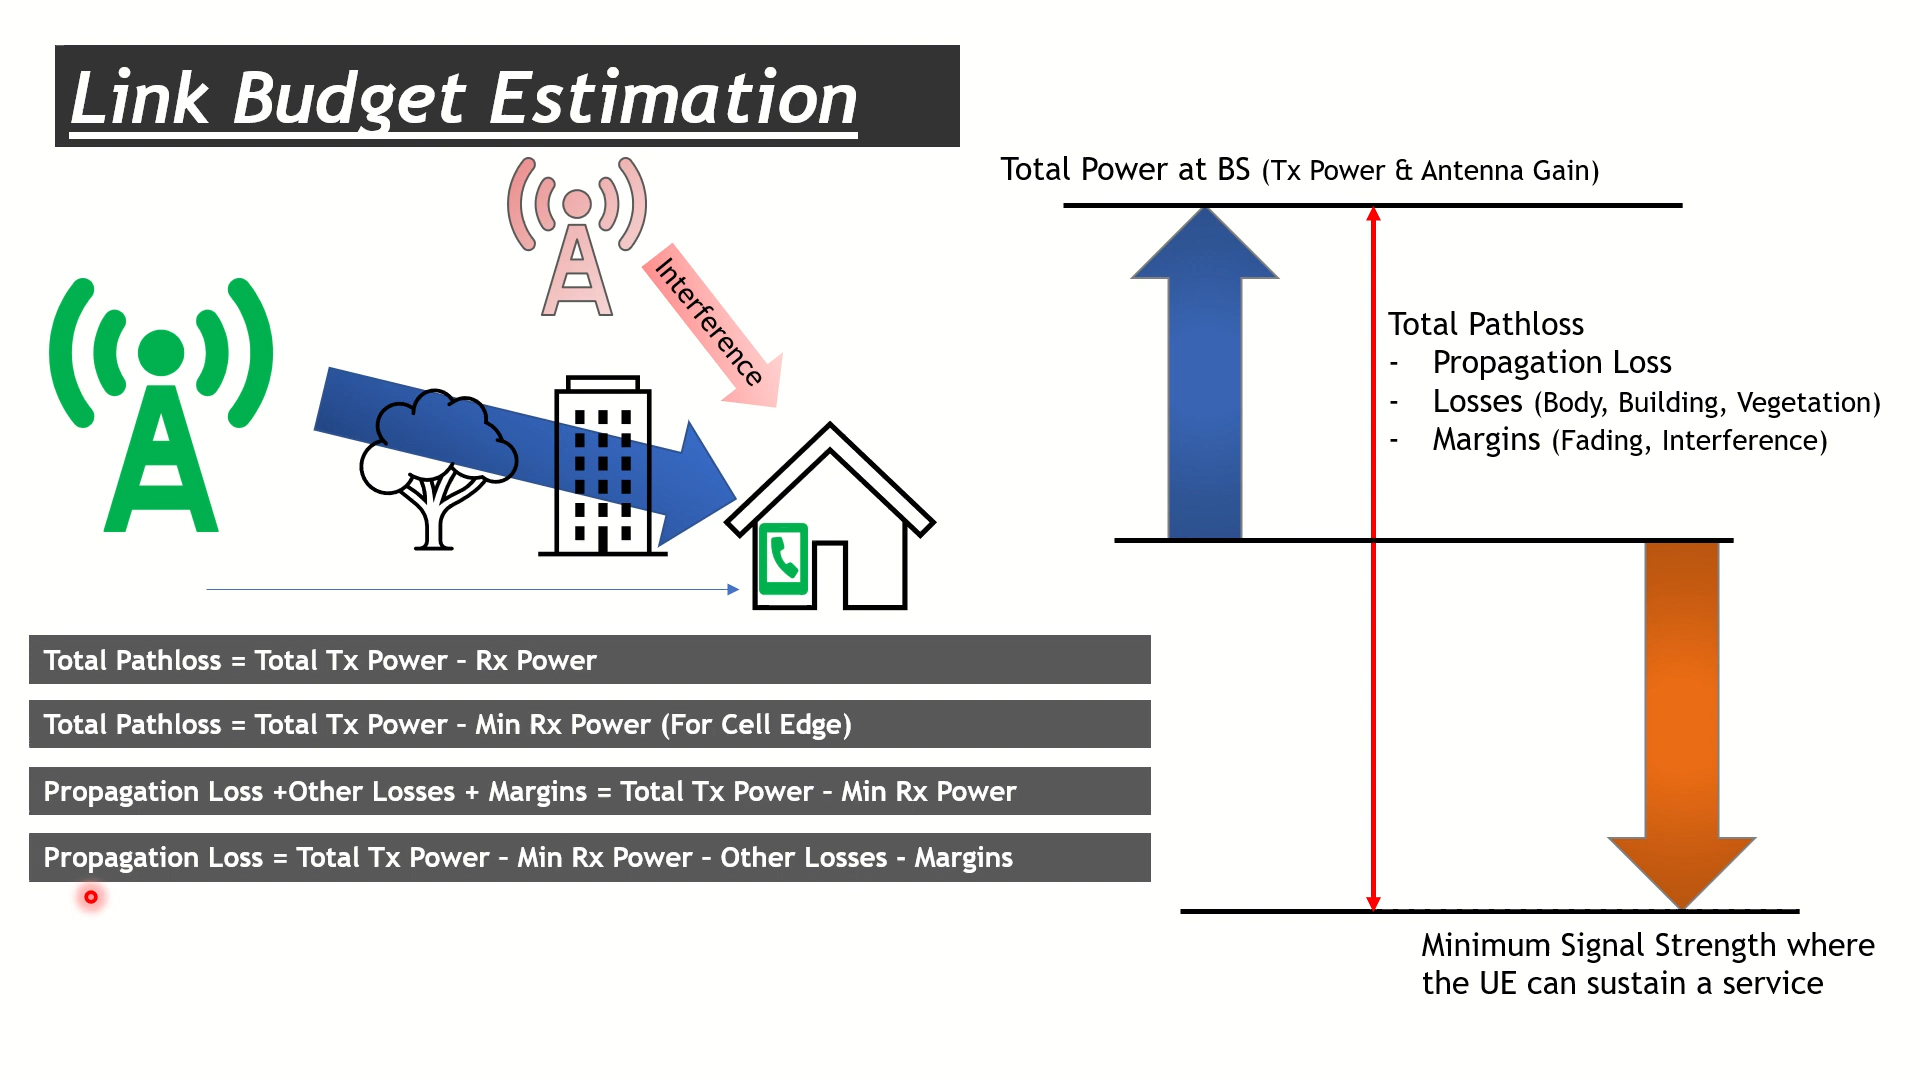 Link Budget Estimation
Interference
Total Pathloss = Total Tx Power – Rx Power
Total Pathloss = Total Tx Power – Min Rx Power (For Cell Edge)
Propagation Loss +Other Losses + Margins = Total Tx Power – Min Rx Power
Propagation Loss = Total Tx Power – Min Rx Power – Other Losses - Margins
Total Power at BS (Tx Power & Antenna Gain)
Total Pathloss
- Propagation Loss
- Losses (Body, Building, Vegetation)
- Margins (Fading, Interference)
Minimum Signal Strength where
the UE can sustain a service